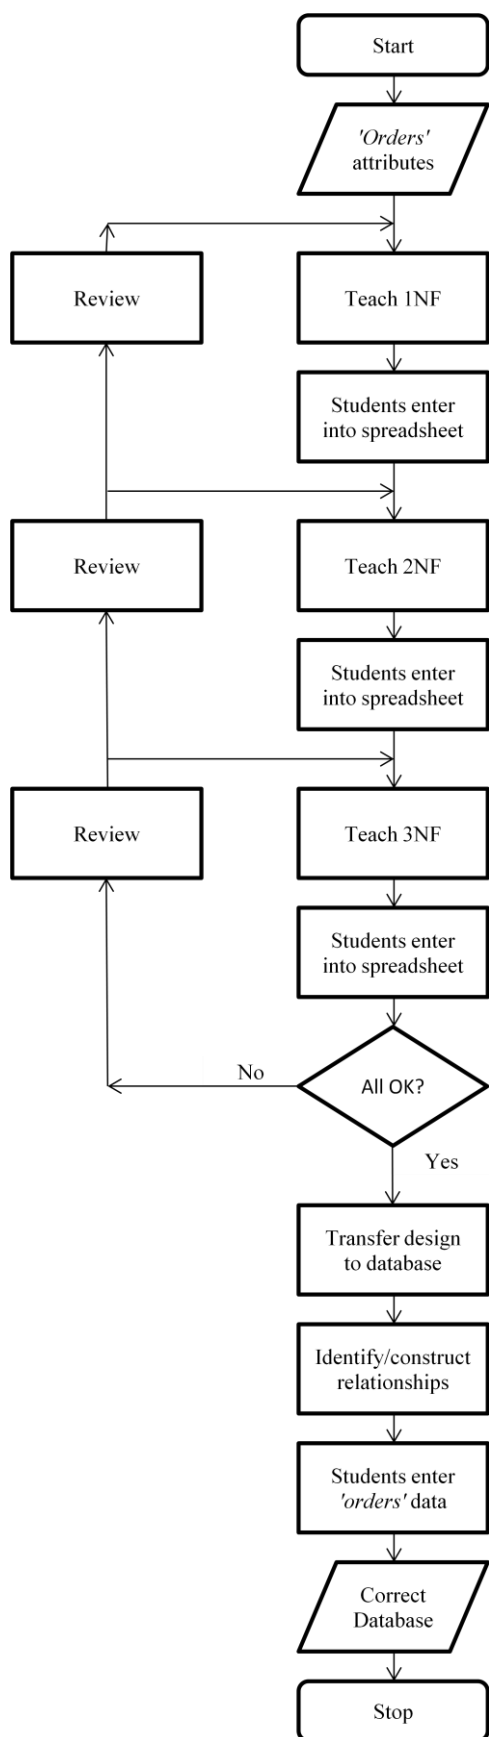 Start
'Orders'
attributes
Review
Teach 1NF
Students enter
into spreadsheet
Review
Teach 2NF
Students enter
into spreadsheet
Review
Teach 3NF
Students enter
into spreadsheet
No
All OK?
Yes
Transfer design
to database
Identify/construct
relationships
Students enter
'orders' data
Correct
Database
Stop